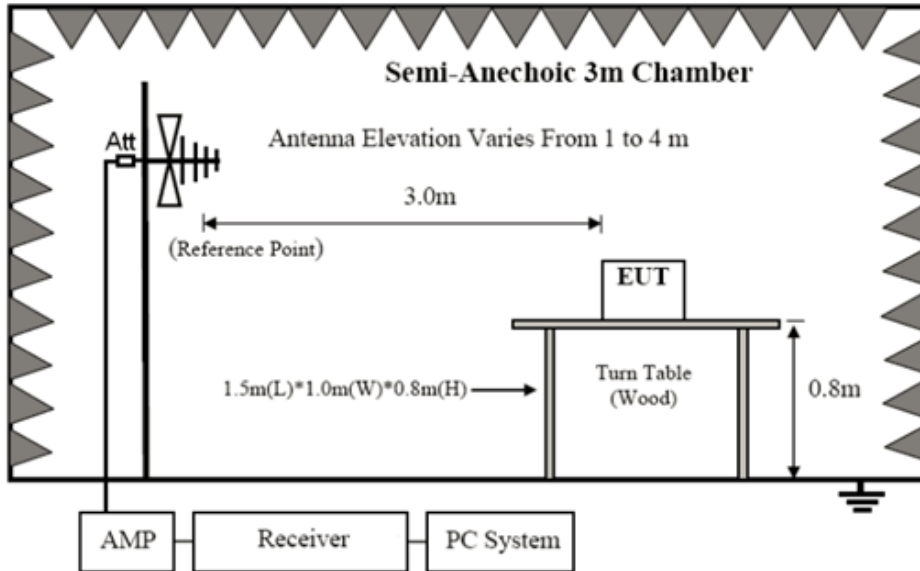 Semi-Anechoic 3m Chamber
Att
Antenna Elevation Varies From 1 to 4 m
3.0m
(Reference Point)
EUT
1.5m(L)*1.0m(W)*0.8m(H)
Turn Table
(Wood)
0.8m
AMP
Receiver
PC System